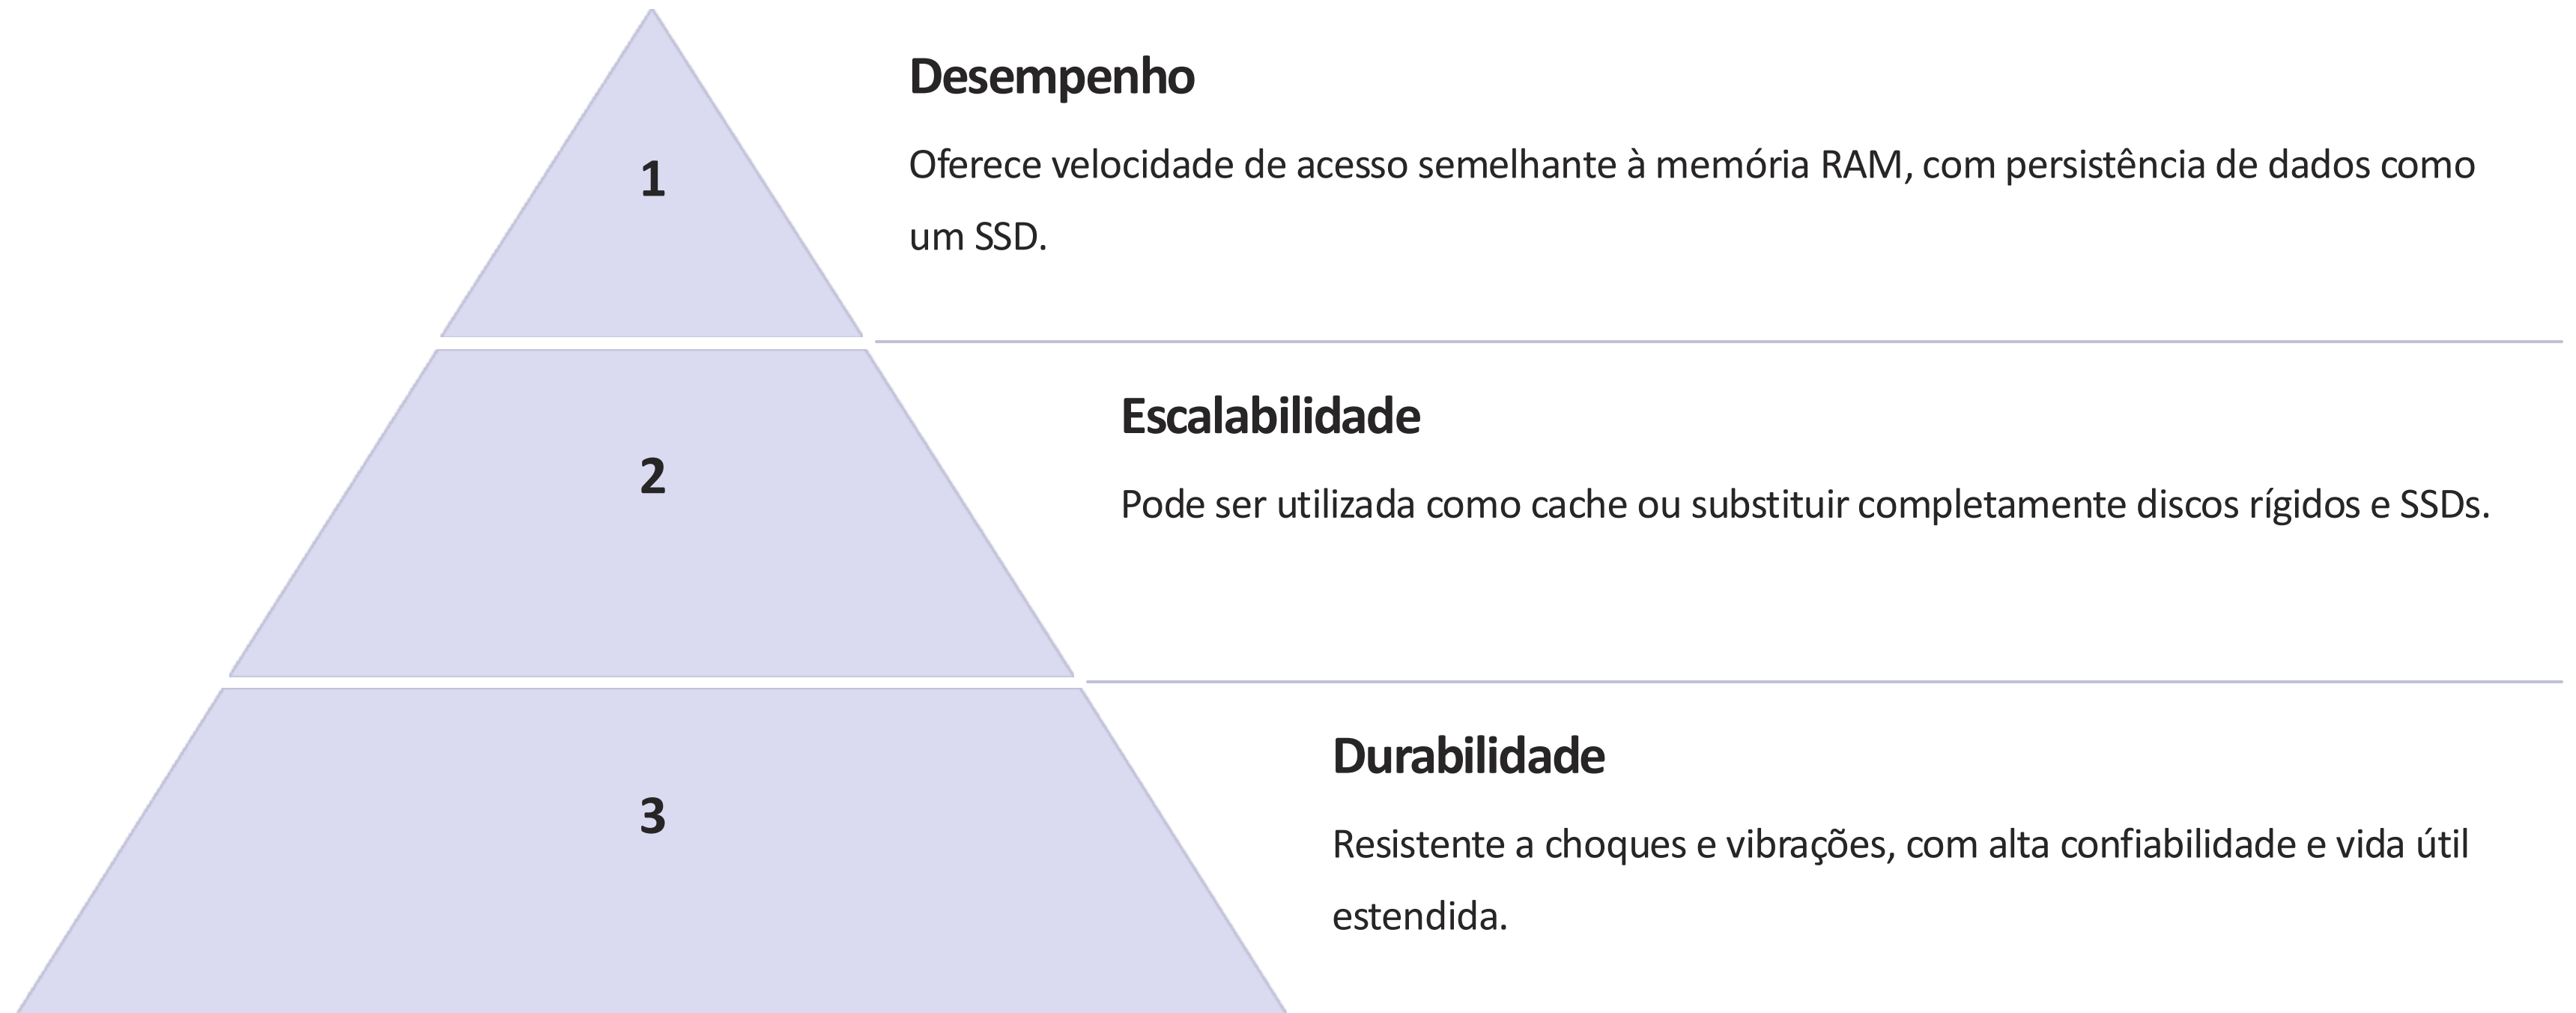 1
Desempenho
Oferece velocidade de acesso semelhante à memória RAM, com persistência de dados como
um SSD.
2
Escalabilidade
Pode ser utilizada como cache ou substituir completamente discos rígidos e SSDs.
3
Durabilidade
Resistente a choques e vibrações, com alta confiabilidade e vida útil
estendida.